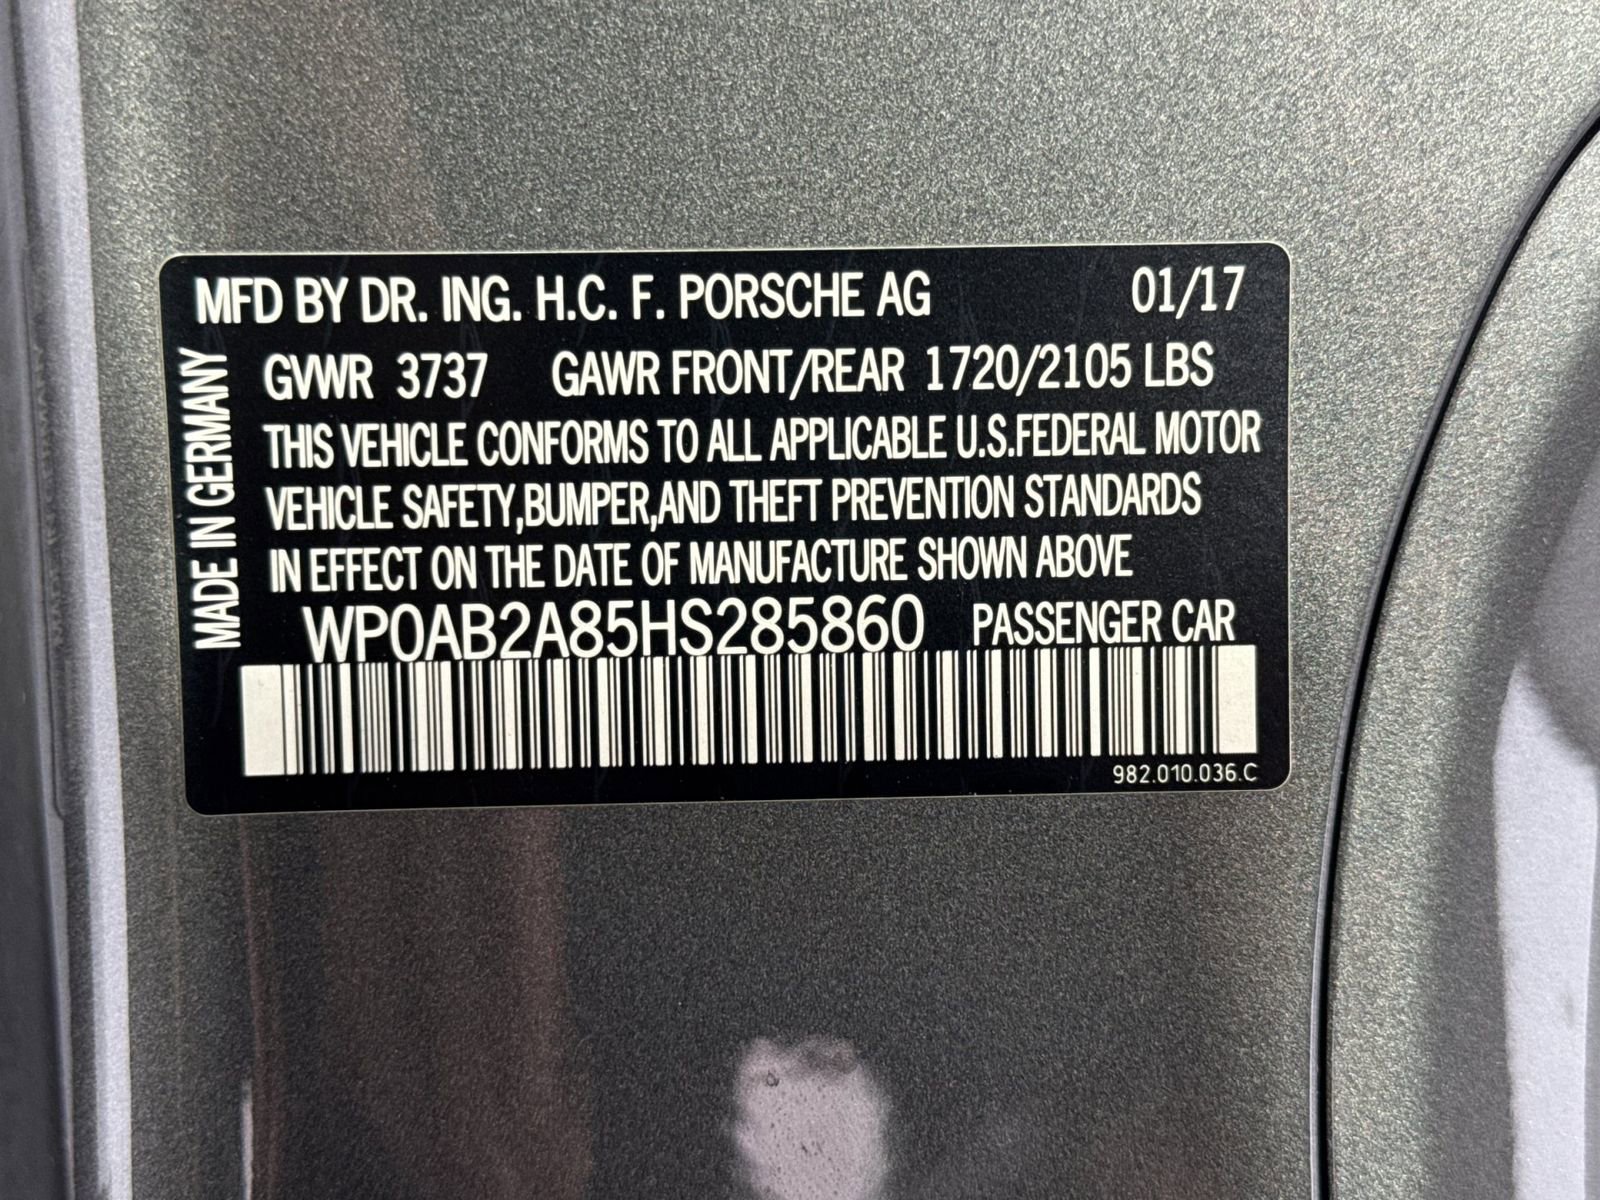 MFD BY DR. ING. H.C. F. PORSCHE AG 01/17
GVWR 3737 GAWR FRONT/REAR 1720/2105 LBS
THIS VEHICLE CONFORMS TO ALL APPLICABLE U.S.FEDERAL MOTOR
VEHICLE SAFETY,BUMPER,AND THEFT PREVENTION STANDARDS
IN EFFECT ON THE DATE OF MANUFACTURE SHOWN ABOVE
WP0AB2A85HS285860 PASSENGER CAR
982.010.036.C
MADE IN GERMANY